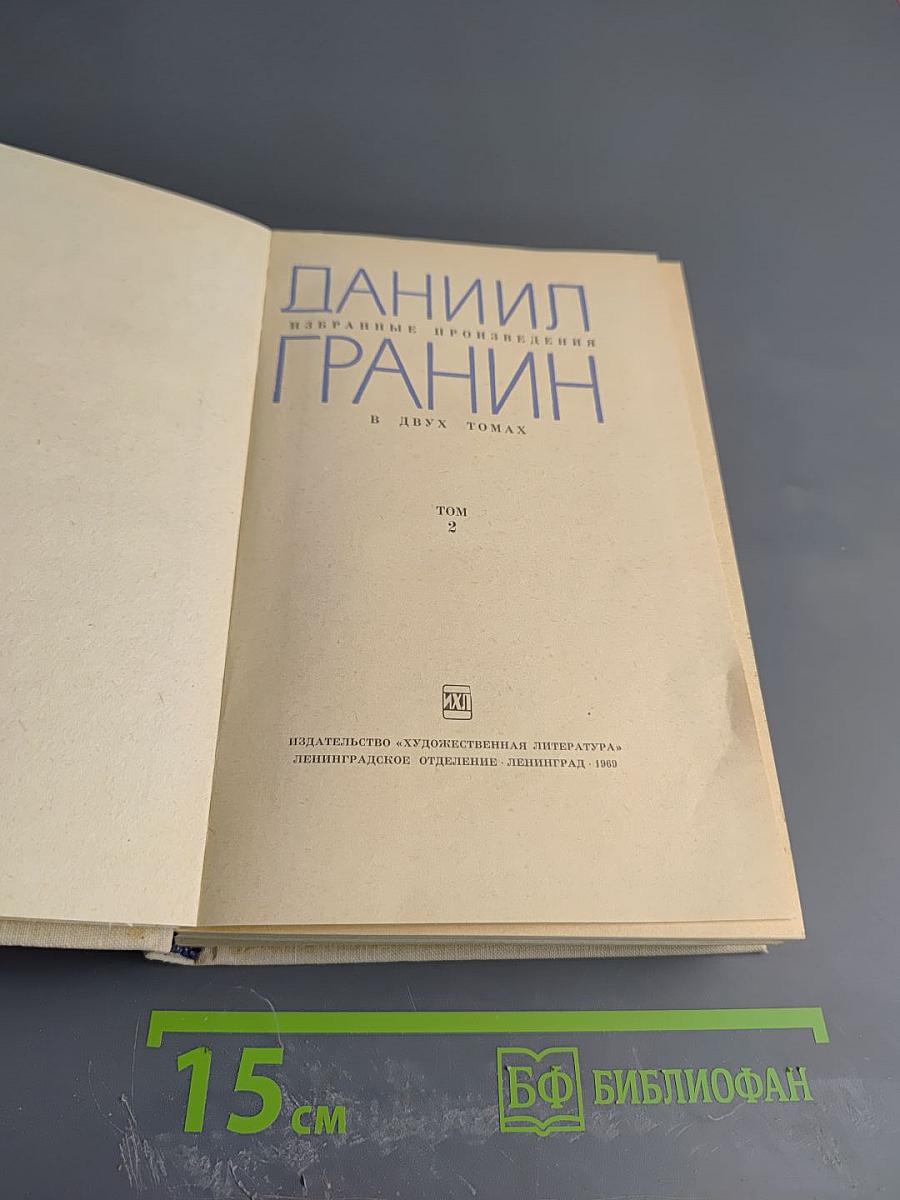 ДАНИИЛ
ИЗБРАННЫЕ ПРОИЗВЕДЕНИЯ
ГРАНИН
В ДВУХ ТОМАХ
ТОМ
2
ИХЛ
ИЗДАТЕЛЬСТВО «ХУДОЖЕСТВЕННАЯ ЛИТЕРАТУРА»
ЛЕНИНГРАДСКОЕ ОТДЕЛЕНИЕ · ЛЕНИНГРАД · 1969
15 см
БФ БИБЛИОФАН